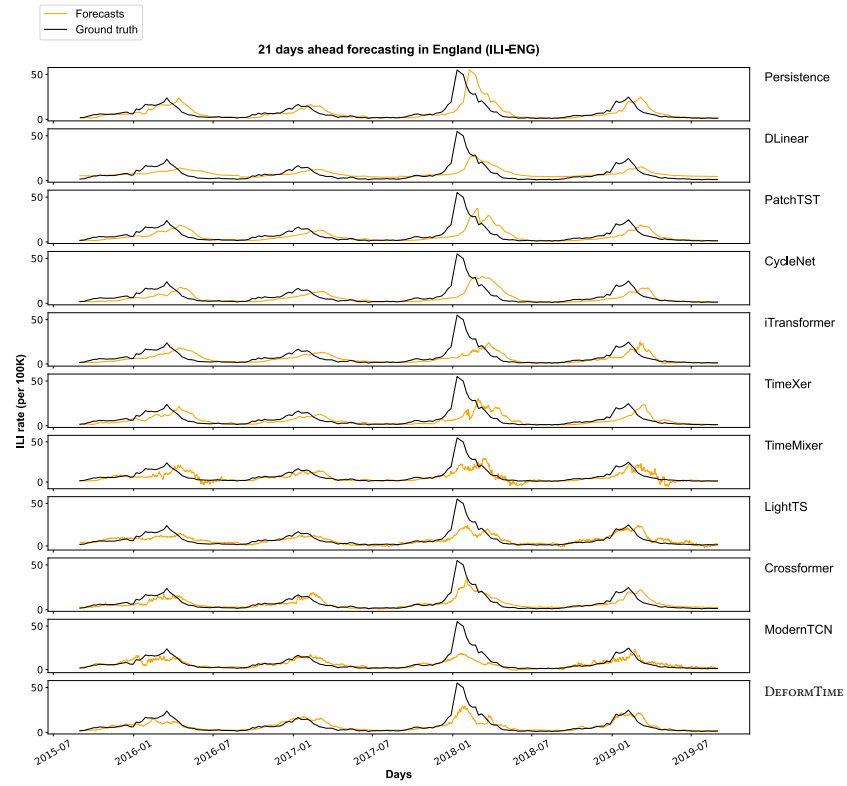 Forecasts
Ground truth
21 days ahead forecasting in England (ILI-ENG)
50
0
Persistence
50
0
DLinear
50
0
PatchTST
50
0
CycleNet
50
0
iTransformer
50
0
TimeXer
50
0
TimeMixer
50
0
LightTS
50
0
Crossformer
50
0
ModernTCN
50
0
DEFORMTIME
ILI rate (per 100K)
2015-07
2016-01
2016-07
2017-01
2017-07
2018-01
2018-07
2019-01
2019-07
Days